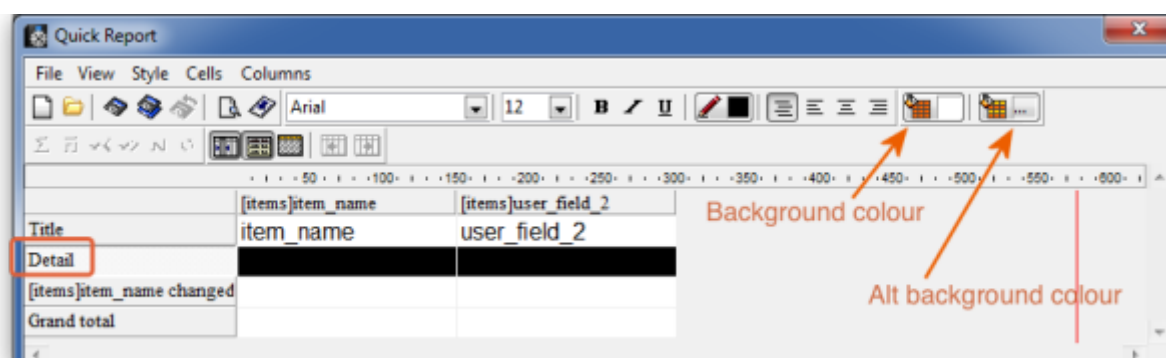 Quick Report
File View Style Cells Columns
Arial 12 B I U ...
Σ N
50 100 150 200 250 300 350 400 450 500 550 600
[items]item_name [items]user_field_2
Background colour
Title item_name user_field_2
Detail
[items]item_name changed
Alt background colour
Grand total